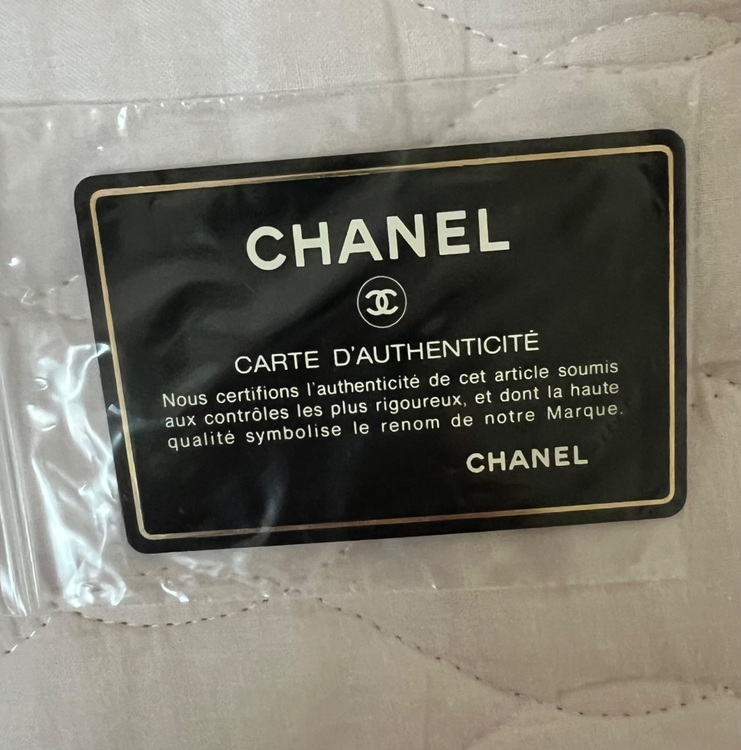 CHANEL
CARTE D'AUTHENTICITÉ
Nous certifions l'authenticité de cet article soumis
aux contrôles les plus rigoureux, et dont la haute
qualité symbolise le renom de notre Marque.
CHANEL